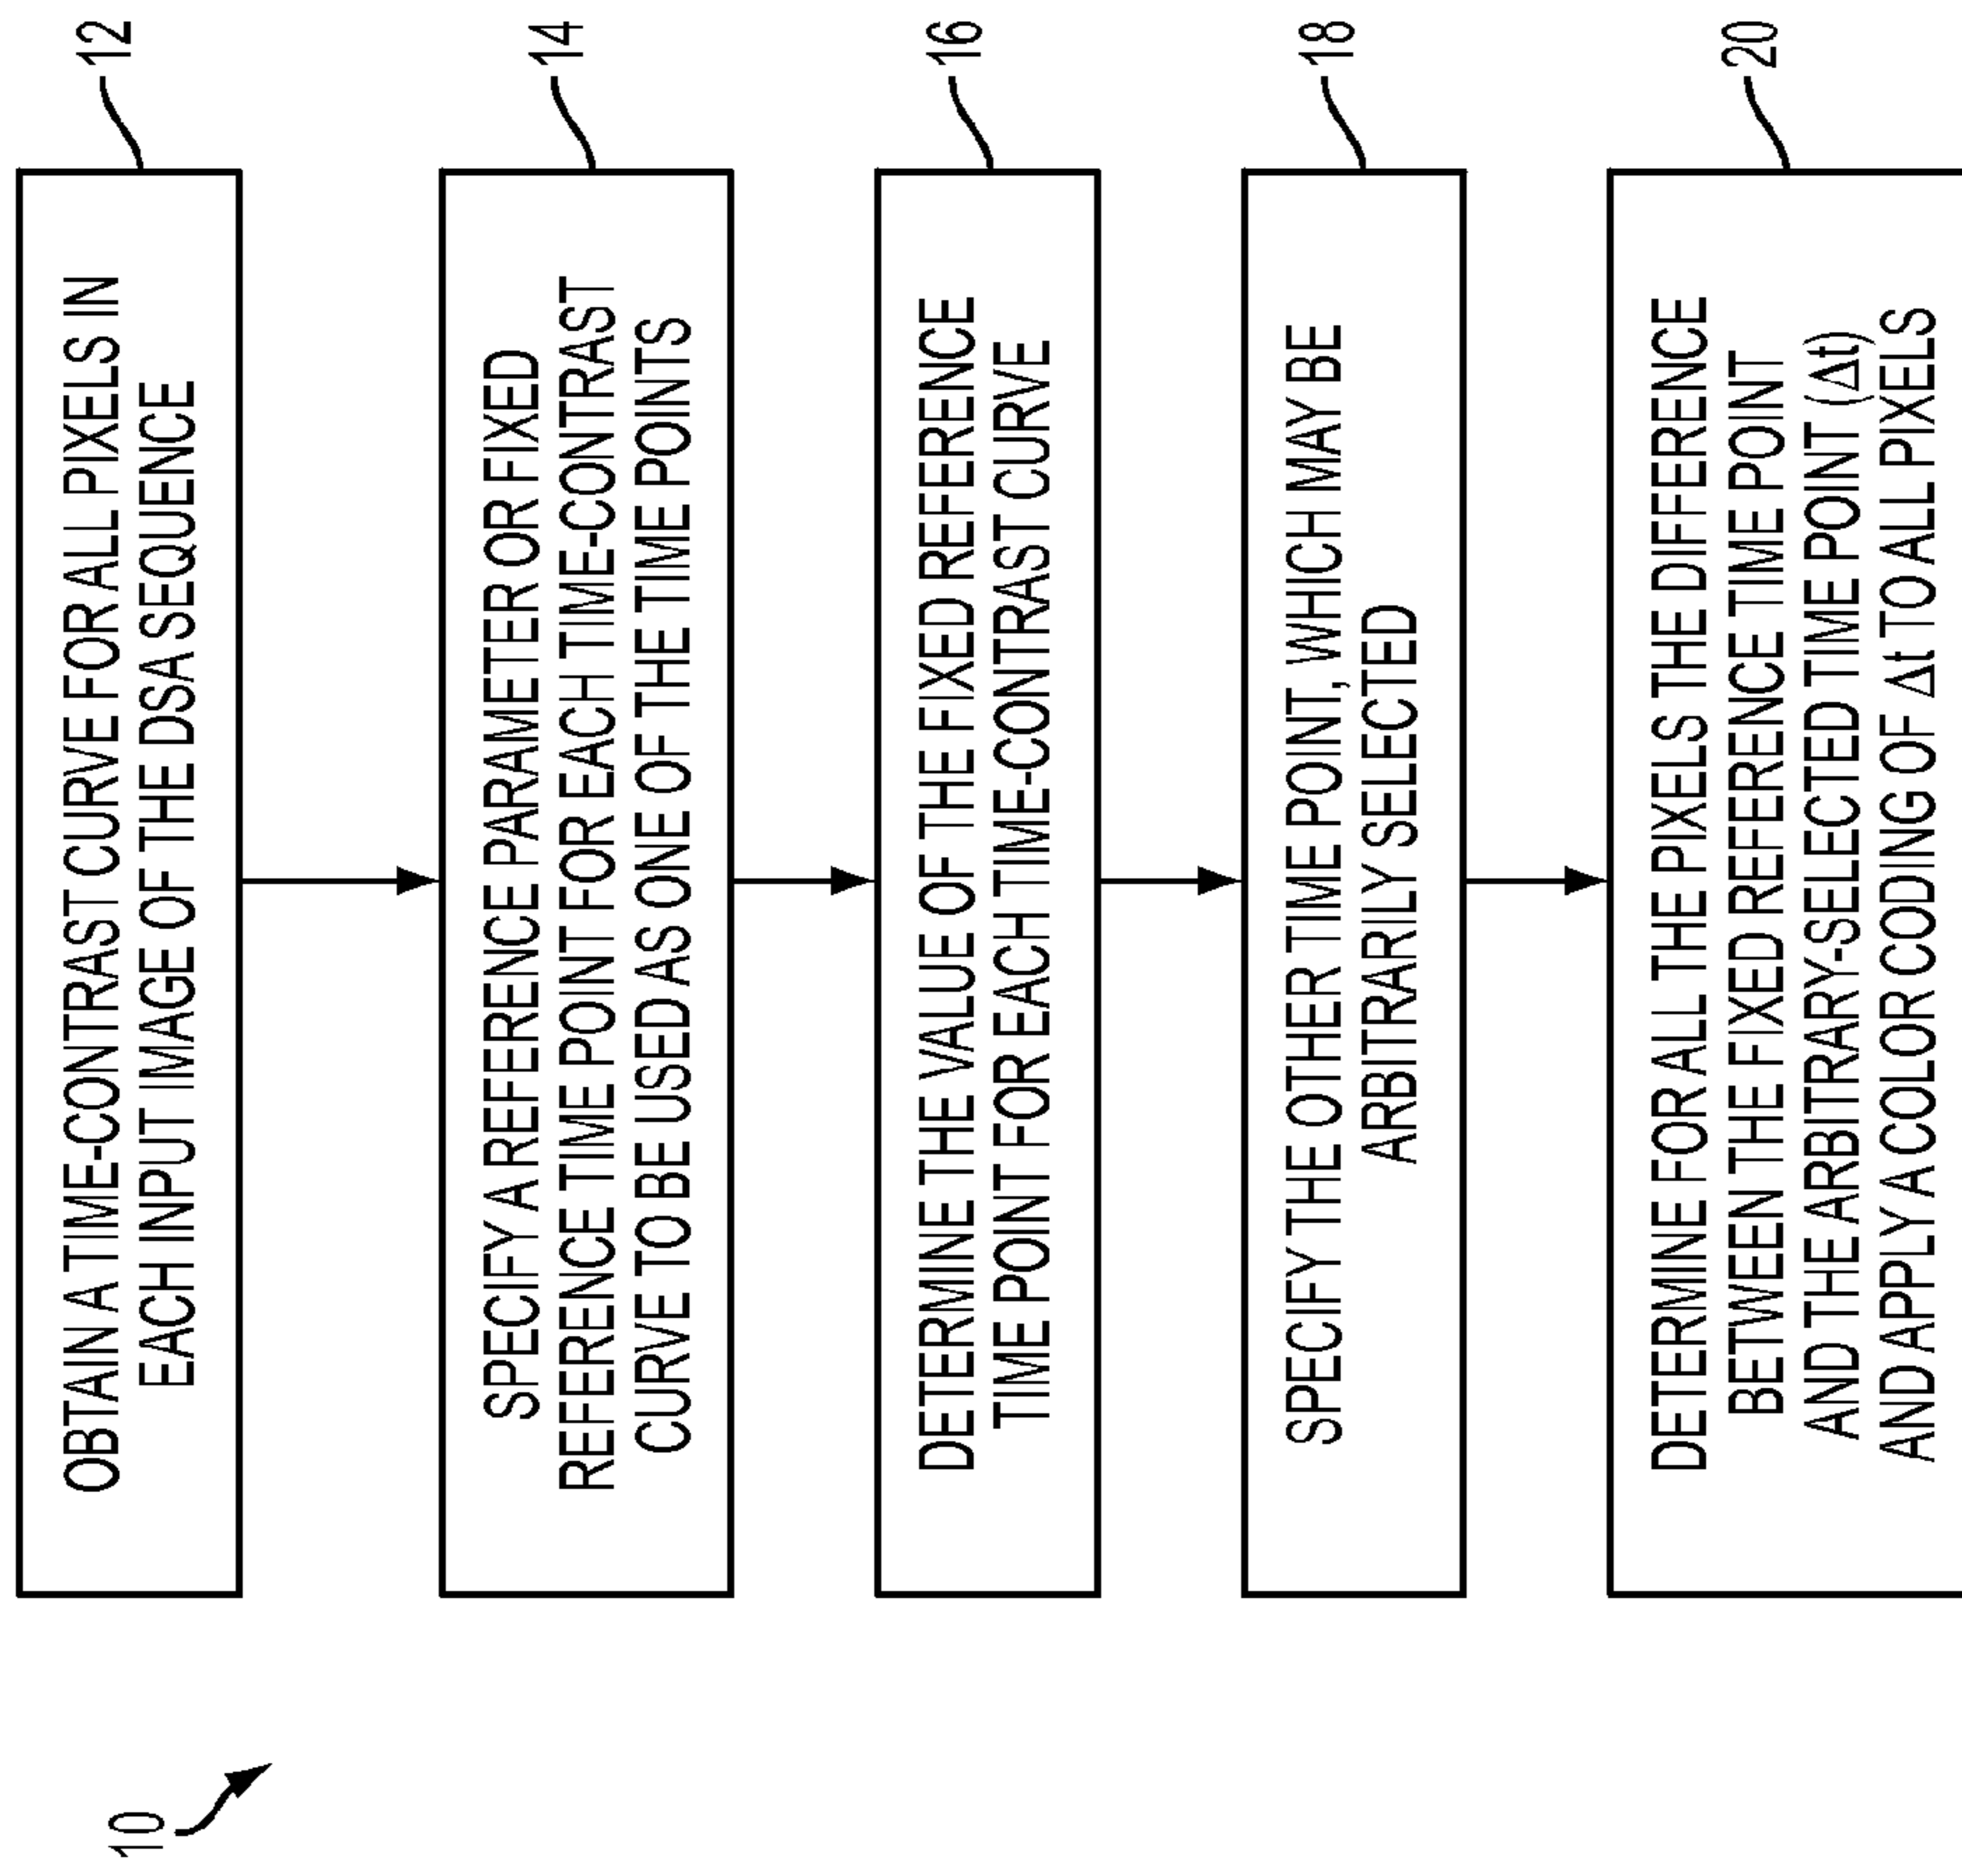 10
OBTAIN A TIME-CONTRAST CURVE FOR ALL PIXELS IN
EACH INPUT IMAGE OF THE DSA SEQUENCE
12
SPECIFY A REFERENCE PARAMETER OR FIXED
REFERENCE TIME POINT FOR EACH TIME-CONTRAST
CURVE TO BE USED AS ONE OF THE TIME POINTS
14
DETERMINE THE VALUE OF THE FIXED REFERENCE
TIME POINT FOR EACH TIME-CONTRAST CURVE
16
SPECIFY THE OTHER TIME POINT, WHICH MAY BE
ARBITRARILY SELECTED
18
DETERMINE FOR ALL THE PIXELS THE DIFFERENCE
BETWEEN THE FIXED REFERENCE TIME POINT
AND THE ARBITRARY-SELECTED TIME POINT (Δt)
AND APPLY A COLOR CODING OF Δt TO ALL PIXELS
20